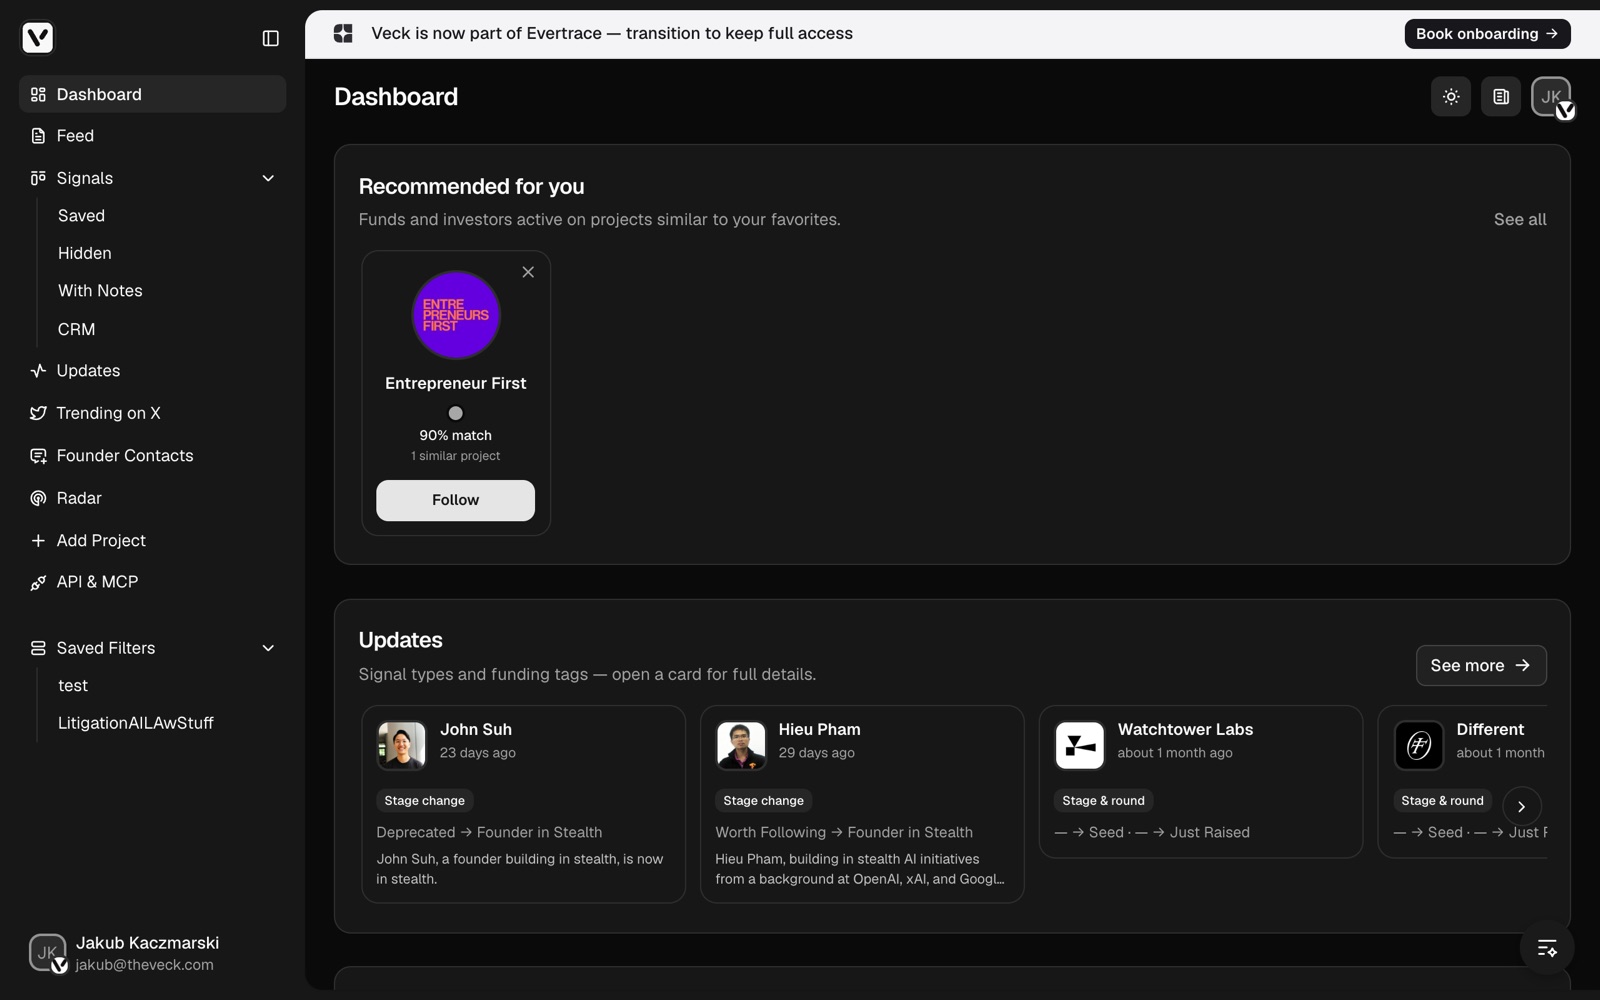 Veck is now part of Evertrace — transition to keep full access
Book onboarding →
Dashboard
Feed
Signals
Saved
Hidden
With Notes
CRM
Updates
Trending on X
Founder Contacts
Radar
Add Project
API & MCP
Saved Filters
test
LitigationAILAwStuff
JK
Jakub Kaczmarski
jakub@theveck.com
Dashboard
JK
Recommended for you
Funds and investors active on projects similar to your favorites.
See all
ENTRE
PRENEURS
FIRST
Entrepreneur First
90% match
1 similar project
Follow
Updates
Signal types and funding tags — open a card for full details.
See more →
John Suh
23 days ago
Stage change
Deprecated → Founder in Stealth
John Suh, a founder building in stealth, is now
in stealth.
Hieu Pham
29 days ago
Stage change
Worth Following → Founder in Stealth
Hieu Pham, building in stealth AI initiatives
from a background at OpenAI, xAI, and Googl...
Watchtower Labs
about 1 month ago
Stage & round
— → Seed · — → Just Raised
Different
about 1 month
Stage & round
— → Seed · — → Just